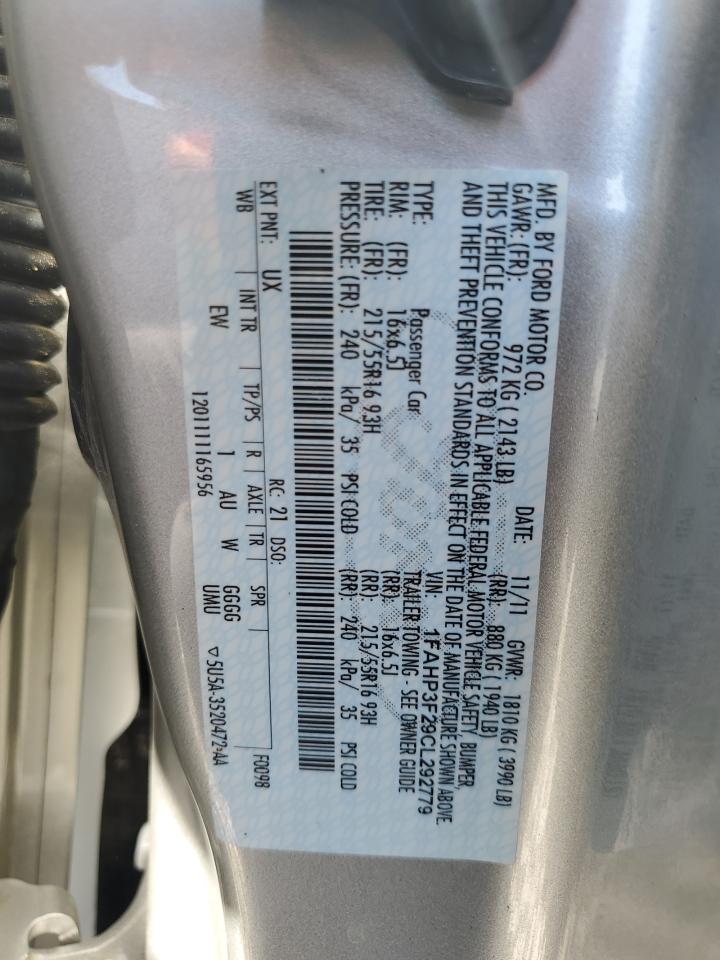 MFD. BY FORD MOTOR CO. DATE: 11/11 GVWR: 1810 KG ( 3990 LB)
GAWR: (FR): 972 KG ( 2143 LB) (RR): 880 KG ( 1940 LB)
THIS VEHICLE CONFORMS TO ALL APPLICABLE FEDERAL MOTOR VEHICLE SAFETY, BUMPER,
AND THEFT PREVENTION STANDARDS IN EFFECT ON THE DATE OF MANUFACTURE SHOWN ABOVE.
VIN: 1FAHP3F29CL292779
TYPE: Passenger Car TRAILER TOWING - SEE OWNER GUIDE
RIM: (FR): 16x6.5J (RR): 16x6.5J
TIRE: (FR): 215/55R16 93H (RR): 215/55R16 93H
PRESSURE: (FR): 240 kPa/ 35 PSI COLD (RR): 240 kPa/ 35 PSI COLD
EXT PNT: UX RC: 21 DSO: F0098
WB INT TR TP/PS R AXLE TR SPR
EW 1 AU W GGGG
UMU
1201111165956 ▽5U5A-3520472-AA